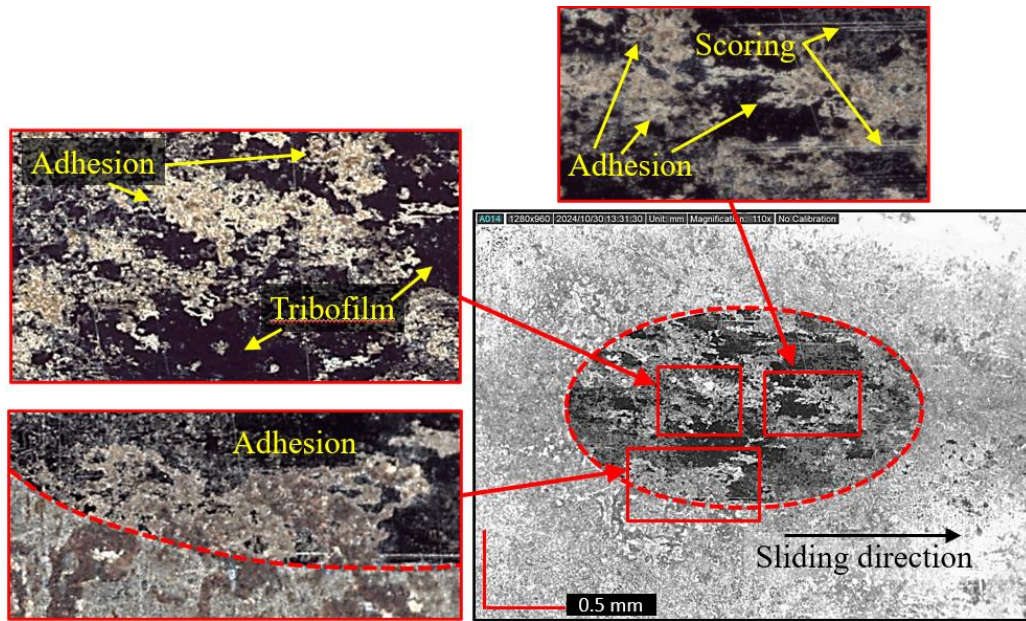 Scoring
Adhesion
Adhesion
Tribofilm
A014 1280x960 2024/10/30 13:31:30 Unit: mm Magnification: 110x No Calibration
Adhesion
Sliding direction
0.5 mm